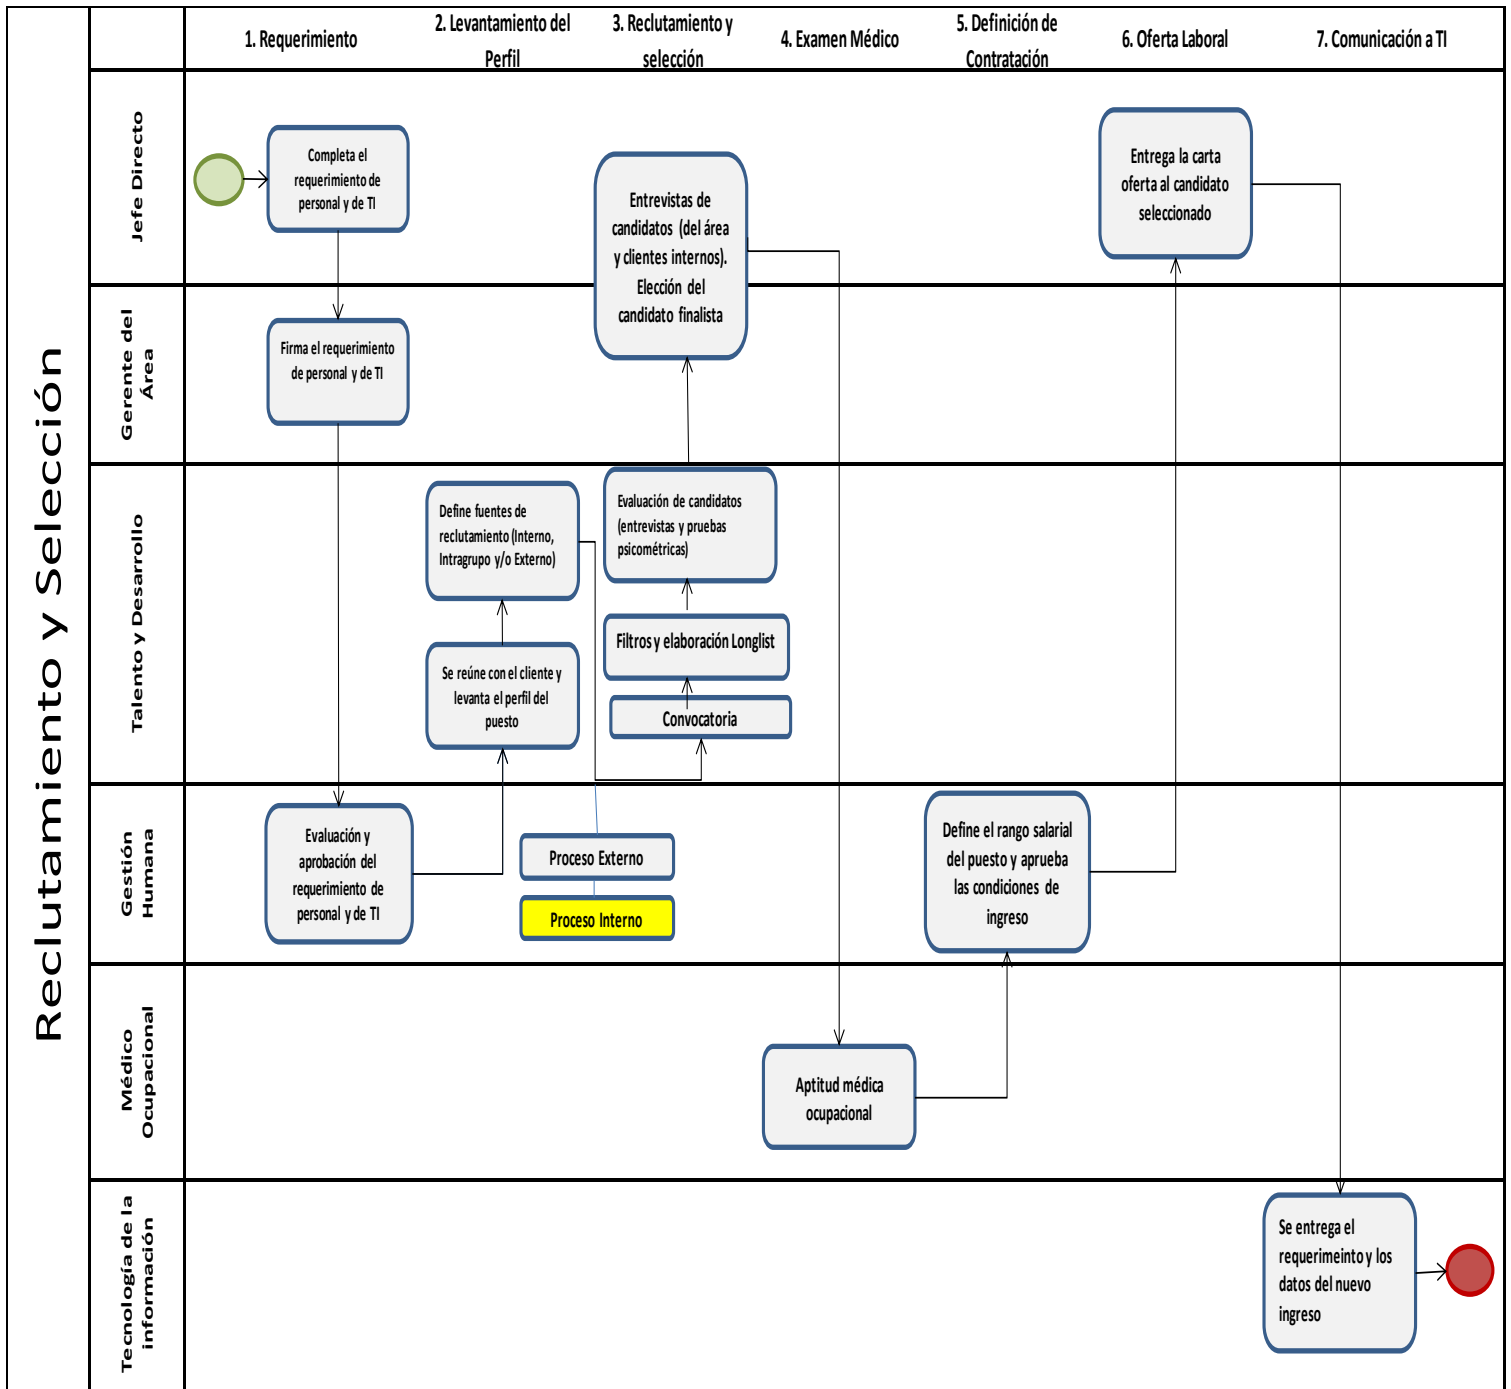 Reclutamiento y Selección
1. Requerimiento
2. Levantamiento del
Perfil
3. Reclutamiento y
selección
4. Examen Médico
5. Definición de
Contratación
6. Oferta Laboral
7. Comunicación a TI
Jefe Directo
Completa el
requerimiento de
personal y de TI
Entrevistas de
candidatos (del área
y clientes internos).
Elección del
candidato finalista
Entrega la carta
oferta al candidato
seleccionado
Gerente del
Área
Firma el requerimiento
de personal y de TI
Talento y Desarrollo
Define fuentes de
reclutamiento (Interno,
Intragrupo y/o Externo)
Se reúne con el cliente y
levanta el perfil del
puesto
Evaluación de candidatos
(entrevistas y pruebas
psicométricas)
Filtros y elaboración Longlist
Convocatoria
Gestión
Humana
Evaluación y
aprobación del
requerimiento de
personal y de TI
Proceso Externo
Proceso Interno
Define el rango salarial
del puesto y aprueba
las condiciones de
ingreso
Médico
Ocupacional
Aptitud médica
ocupacional
Tecnología de la
información
Se entrega el
requerimeinto y los
datos del nuevo
ingreso